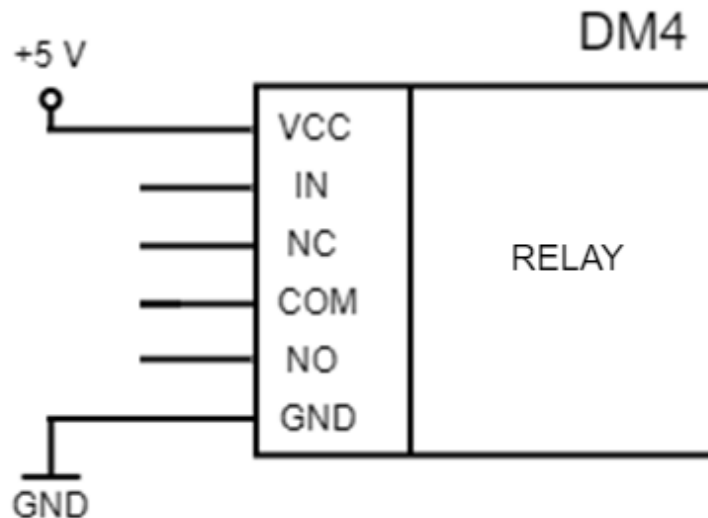 DM4
+5 V
VCC
IN
NC
COM
NO
GND
RELAY
GND